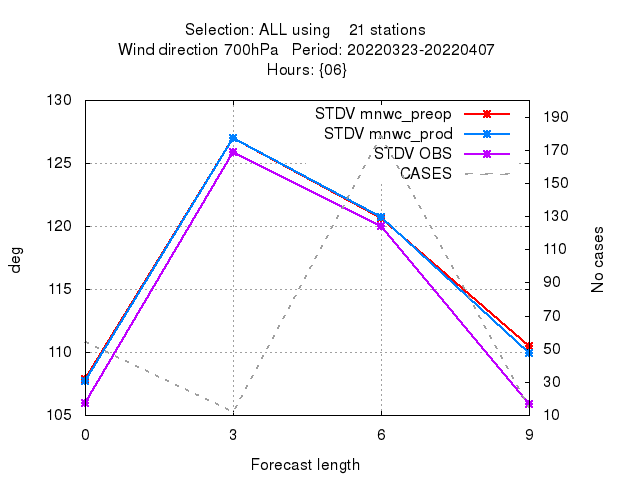 Selection: ALL using    21 stations
Wind direction 700hPa   Period: 20220323-20220407
Hours: {06}
130
125
120
115
110
105
deg
STDV mnwc_preop
STDV mnwc_prod
STDV OBS
CASES
190
170
150
130
110
90
70
50
30
10
No cases
0 3 6 9
Forecast length